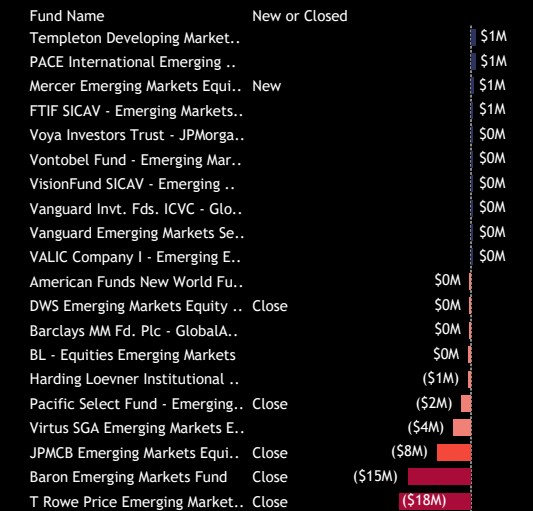 Fund Name New or Closed
Templeton Developing Market.. $1M
PACE International Emerging .. $1M
Mercer Emerging Markets Equi.. New $1M
FTIF SICAV - Emerging Markets.. $1M
Voya Investors Trust - JPMorga.. $0M
Vontobel Fund - Emerging Mar.. $0M
VisionFund SICAV - Emerging .. $0M
Vanguard Invt. Fds. ICVC - Glo.. $0M
Vanguard Emerging Markets Se.. $0M
VALIC Company I - Emerging E.. $0M
American Funds New World Fu.. $0M
DWS Emerging Markets Equity .. Close $0M
Barclays MM Fd. Plc - GlobalA.. $0M
BL - Equities Emerging Markets $0M
Harding Loevner Institutional .. ($1M)
Pacific Select Fund - Emerging.. Close ($2M)
Virtus SGA Emerging Markets E.. ($4M)
JPMCB Emerging Markets Equi.. Close ($8M)
Baron Emerging Markets Fund Close ($15M)
T Rowe Price Emerging Market.. Close ($18M)